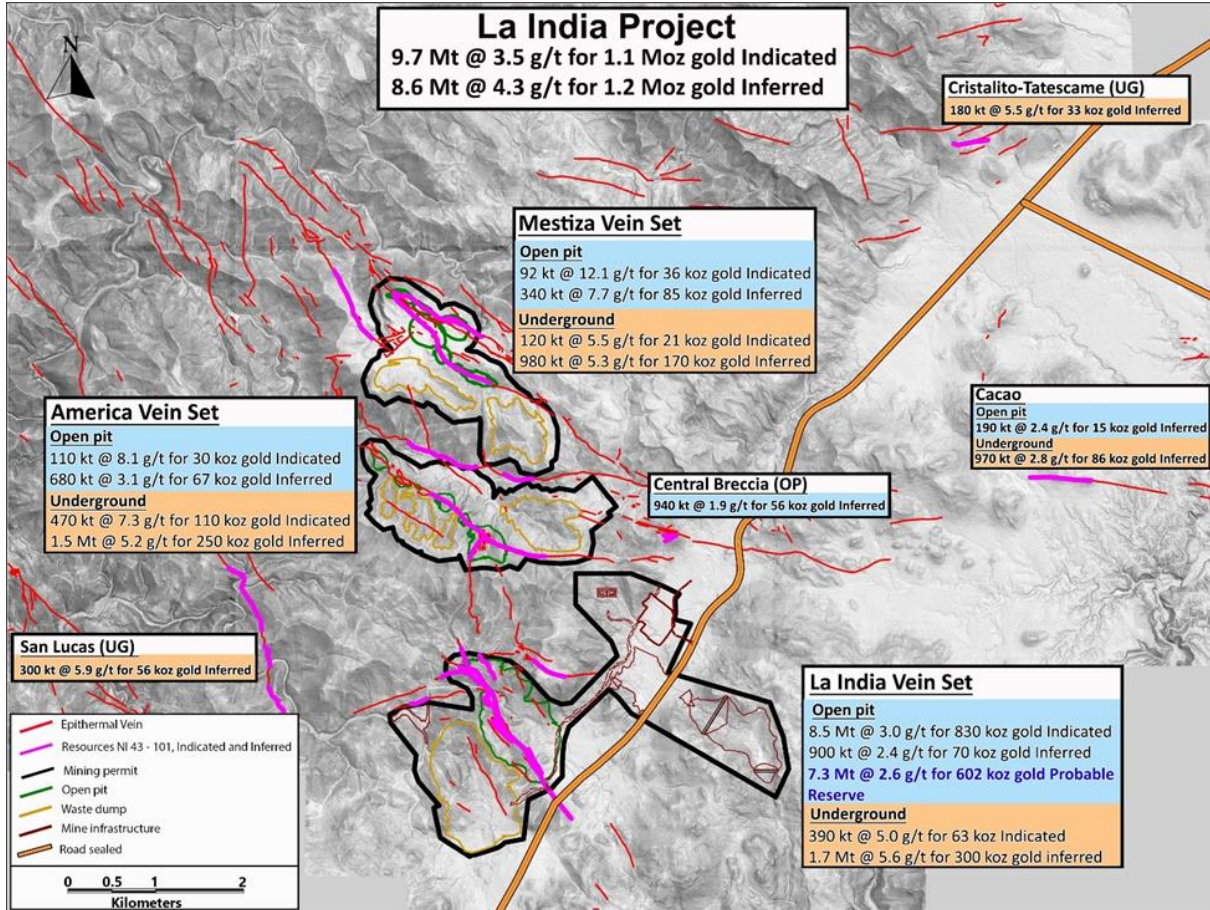 La India Project
9.7 Mt @ 3.5 g/t for 1.1 Moz gold Indicated
8.6 Mt @ 4.3 g/t for 1.2 Moz gold Inferred
N
Cristalito-Tatescame (UG)
180 kt @ 5.5 g/t for 33 koz gold Inferred
Mestiza Vein Set
Open pit
92 kt @ 12.1 g/t for 36 koz gold Indicated
340 kt @ 7.7 g/t for 85 koz gold Inferred
Underground
120 kt @ 5.5 g/t for 21 koz gold Indicated
980 kt @ 5.3 g/t for 170 koz gold Inferred
America Vein Set
Open pit
110 kt @ 8.1 g/t for 30 koz gold Indicated
680 kt @ 3.1 g/t for 67 koz gold Inferred
Underground
470 kt @ 7.3 g/t for 110 koz gold Indicated
1.5 Mt @ 5.2 g/t for 250 koz gold Inferred
Cacao
Open pit
190 kt @ 2.4 g/t for 15 koz gold Inferred
Underground
970 kt @ 2.8 g/t for 86 koz gold Inferred
Central Breccia (OP)
940 kt @ 1.9 g/t for 56 koz gold Inferred
San Lucas (UG)
300 kt @ 5.9 g/t for 56 koz gold Inferred
La India Vein Set
Open pit
8.5 Mt @ 3.0 g/t for 830 koz gold Indicated
900 kt @ 2.4 g/t for 70 koz gold Inferred
7.3 Mt @ 2.6 g/t for 602 koz gold Probable
Reserve
Underground
390 kt @ 5.0 g/t for 63 koz Indicated
1.7 Mt @ 5.6 g/t for 300 koz gold inferred
Epithermal Vein
Resources NI 43 - 101, Indicated and Inferred
Mining permit
Open pit
Waste dump
Mine infrastructure
Road sealed
0 0.5 1 2
Kilometers